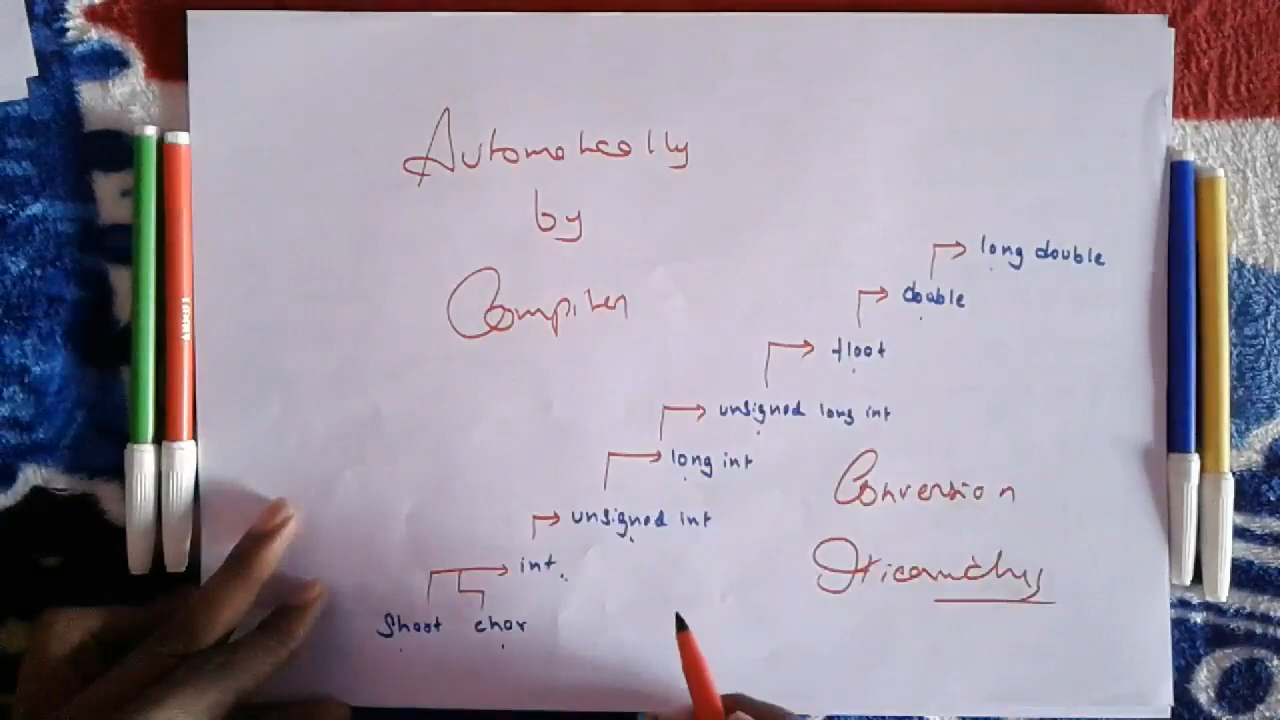 Automatically
by
Compiler
long double
double
float
unsigned long int
long int
Conversion
unsigned int
int
Hierarchy
Short char